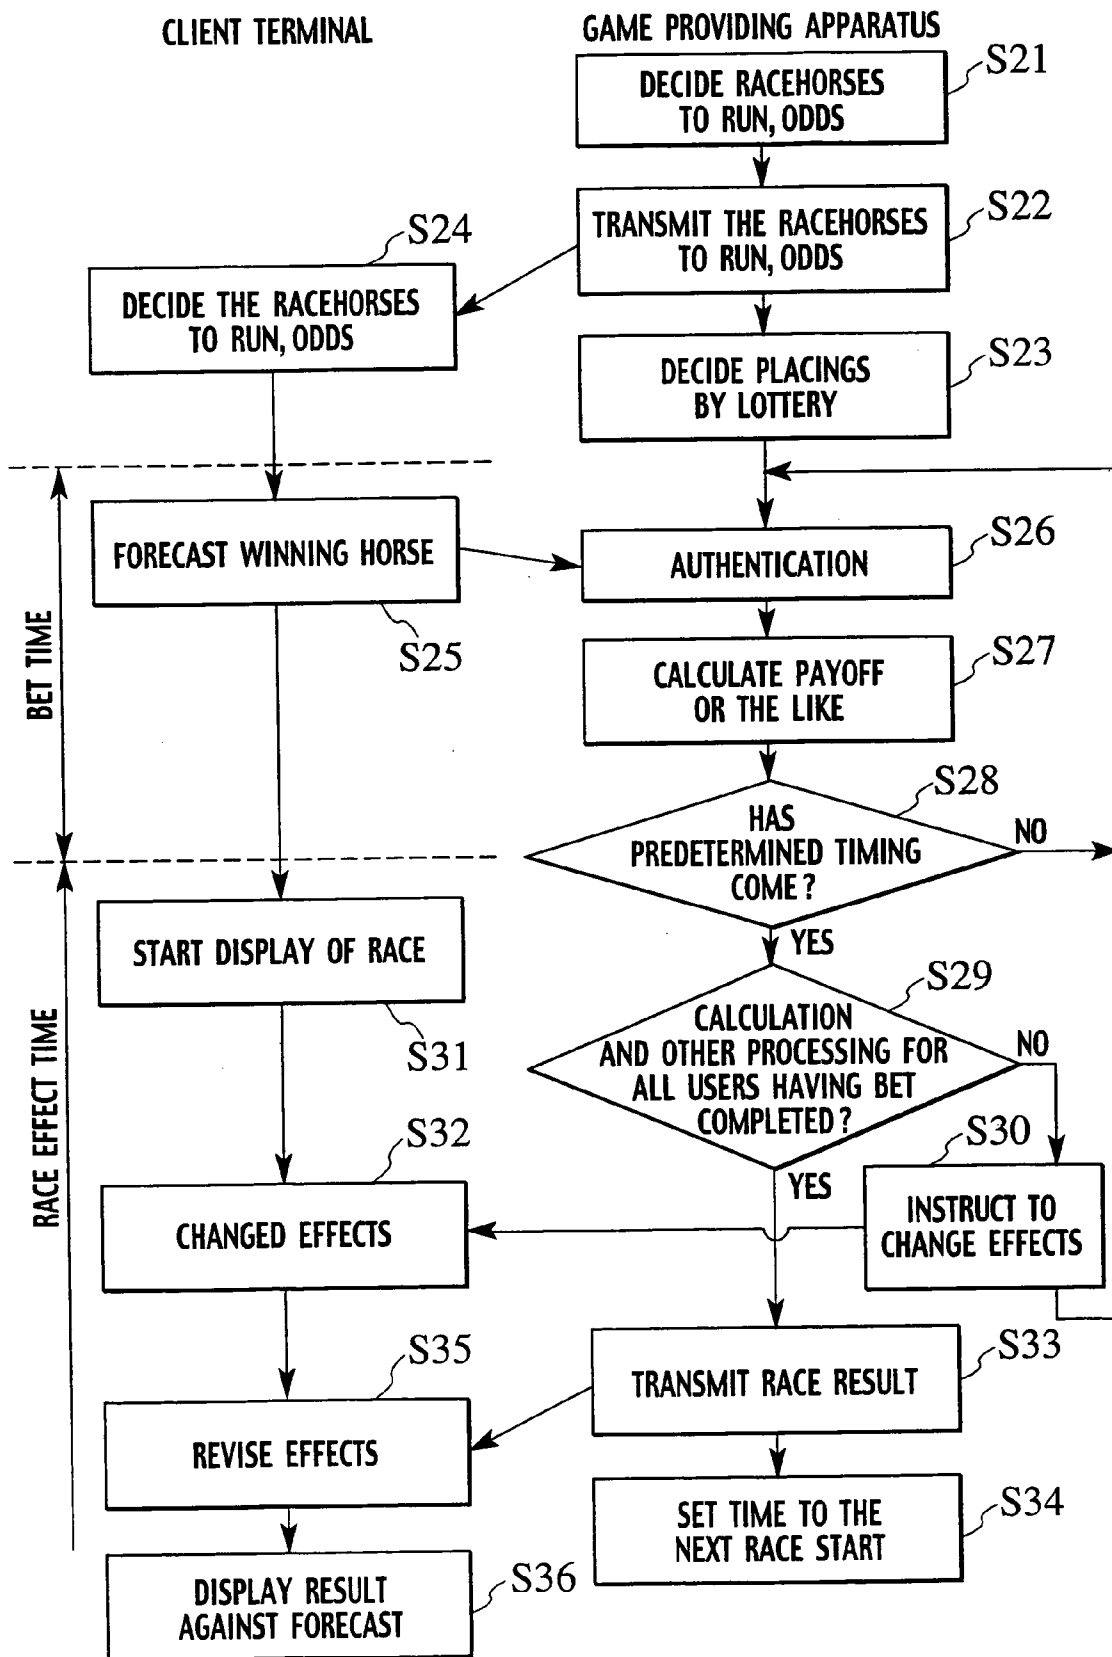 CLIENT TERMINAL
GAME PROVIDING APPARATUS
S21
DECIDE RACEHORSES
TO RUN, ODDS
S22
TRANSMIT THE RACEHORSES
TO RUN, ODDS
S24
DECIDE THE RACEHORSES
TO RUN, ODDS
S23
DECIDE PLACINGS
BY LOTTERY
BET TIME
FORECAST WINNING HORSE
S25
S26
AUTHENTICATION
S27
CALCULATE PAYOFF
OR THE LIKE
S28
HAS
PREDETERMINED TIMING
COME?
NO
YES
RACE EFFECT TIME
START DISPLAY OF RACE
S31
S29
CALCULATION
AND OTHER PROCESSING FOR
ALL USERS HAVING BET
COMPLETED?
NO
YES
S30
INSTRUCT TO
CHANGE EFFECTS
S32
CHANGED EFFECTS
S33
TRANSMIT RACE RESULT
S35
REVISE EFFECTS
S34
SET TIME TO THE
NEXT RACE START
S36
DISPLAY RESULT
AGAINST FORECAST